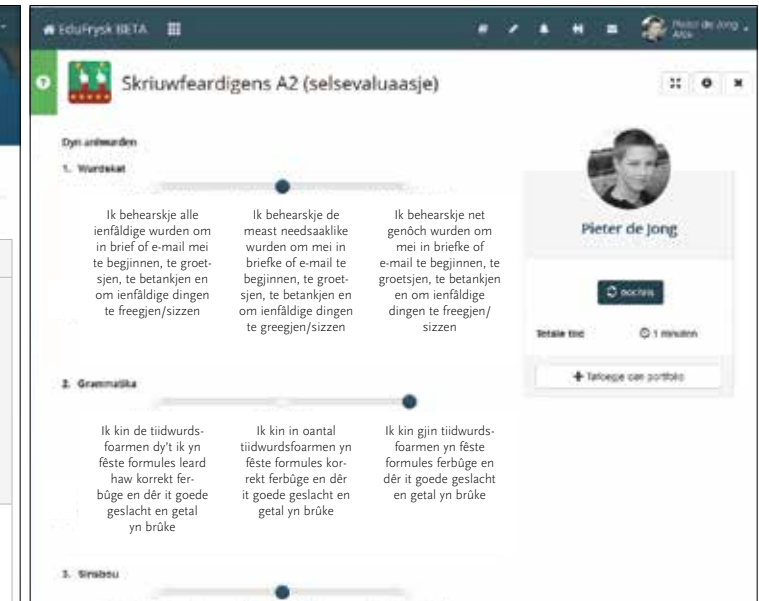 EduFrysk BETA
Pieter de Jong
Skriuwfeardigens A2 (selsevaluaasje)
Dyn antwurden
1. Wurdskat
Ik behearskje alle
ienfâldige wurden om
in brief of e-mail mei
te begjinnen, te groet-
sjen, te betankjen en
om ienfâldige dingen
te freegjen/sizzen
Ik behearskje de
meast needsaaklike
wurden om mei in
briefke of e-mail te
begjinnen, te groet-
sjen, te betankjen en
om ienfâldige dingen
te greegjen/sizzen
Ik behearskje net
genôch wurden om
mei in briefke of
e-mail te begjinnen, te
groetsjen, te betankjen
en om ienfâldige
dingen te freegjen/
sizzen
Pieter de Jong
Totale tiid
1 minuten
Tafoegje oan portfolio
2. Grammatika
Ik kin de tiidwurds-
foarmen dy't ik yn
fêste formules leard
haw korrekt fer-
bûge en dêr it goede
geslacht en getal
yn brûke
Ik kin in oantal
tiidwurdsfoarmen yn
fêste formules kor-
rekt ferbûge en dêr
it goede geslacht en
getal yn brûke
Ik kin gjin tiidwurds-
foarmen yn fêste
formules ferbûge en
dêr it goede geslacht
en getal yn brûke
3. Sinsbou